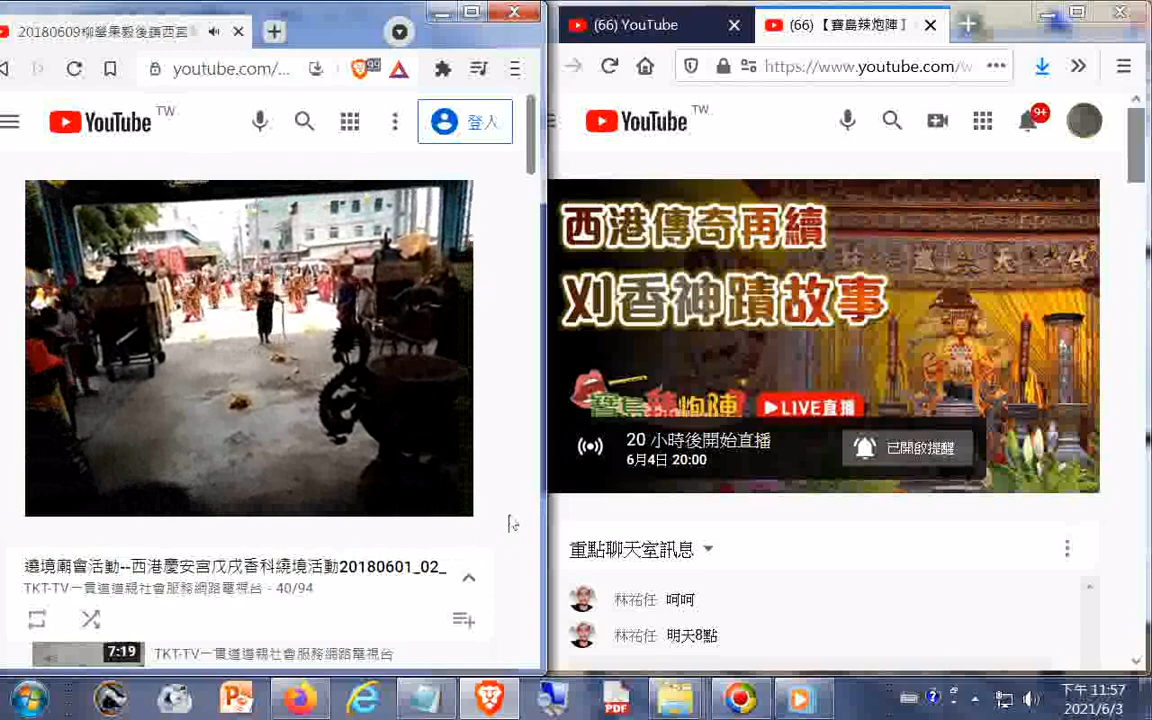 20180609柳營果毅後鎮西宮
youtube.com/...
99
YouTube TW
登入
遶境廟會活動--西港慶安宮戊戌香科繞境活動20180601_02_
TKT-TV一貫道道親社會服務網路電視台 - 40/94
7:19
TKT-TV一貫道道親社會服務網路電視台
(66) YouTube
(66) 【寶島辣炮陣】
https://www.youtube.com/w
YouTube TW
9+
西港傳奇再續
刈香神蹟故事
寶島辣炮陣
LIVE直播
20 小時後開始直播
6月4日 20:00
已開啟提醒
重點聊天室訊息
林祐任 呵呵
林祐任 明天8點
PDF
下午 11:57
2021/6/3